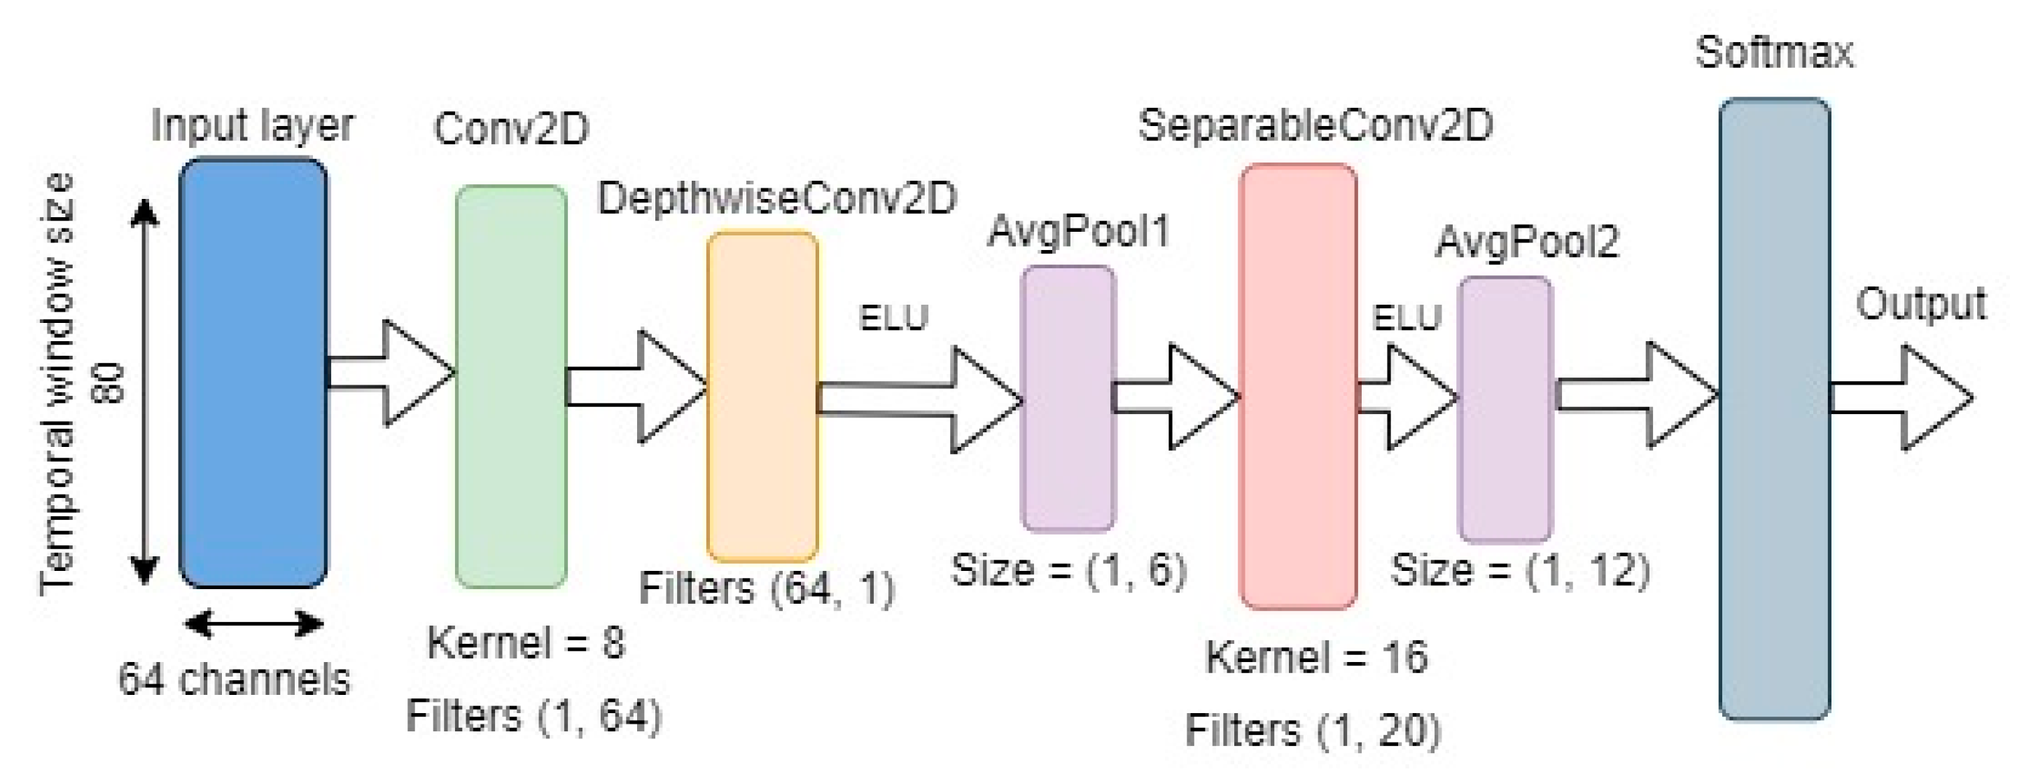 Temporal window size
80
Input layer
64 channels
Conv2D
Kernel = 8
Filters (1, 64)
DepthwiseConv2D
Filters (64, 1)
ELU
AvgPool1
Size = (1, 6)
SeparableConv2D
Kernel = 16
Filters (1, 20)
ELU
AvgPool2
Size = (1, 12)
Softmax
Output